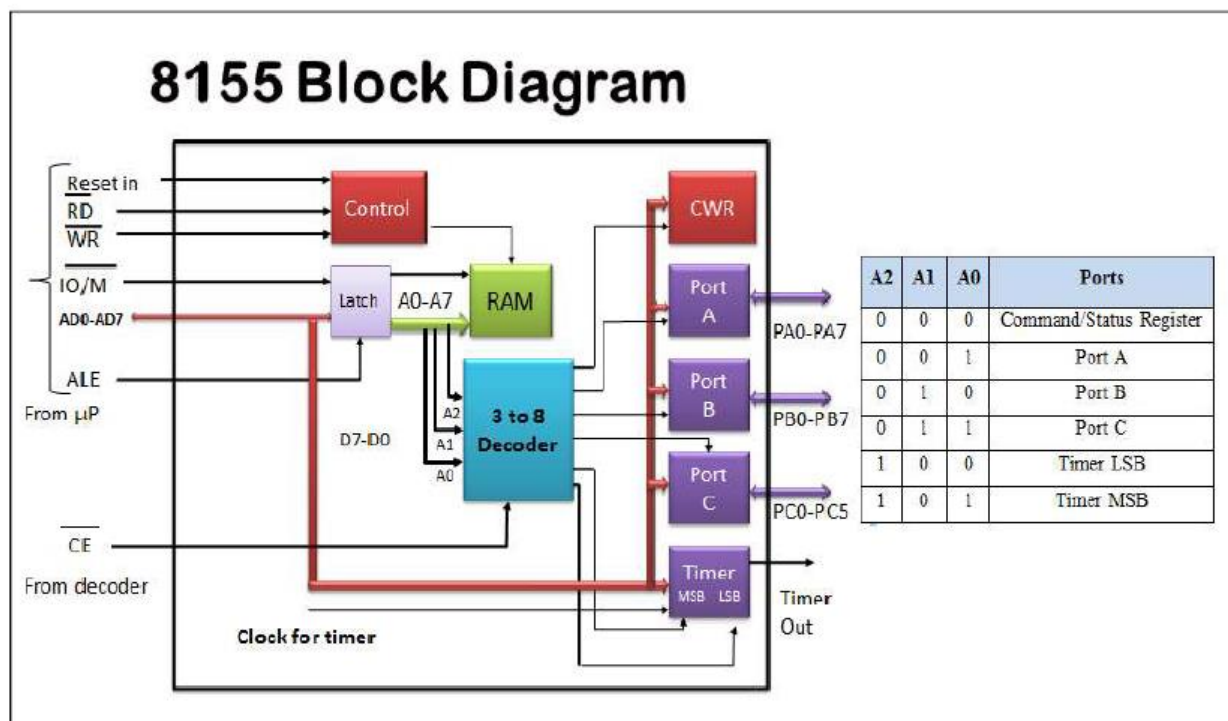 8155 Block Diagram
Reset in
RD
WR
IO/M
AD0-AD7
ALE
From µP
CE
From decoder
Control
Latch
A0-A7
RAM
D7-D0
A2
A1
A0
3 to 8
Decoder
Clock for timer
CWR
Port
A
Port
B
Port
C
Timer
MSB LSB
PA0-PA7
PB0-PB7
PC0-PC5
Timer
Out
A2 A1 A0 Ports
0 0 0 Command/Status Register
0 0 1 Port A
0 1 0 Port B
0 1 1 Port C
1 0 0 Timer LSB
1 0 1 Timer MSB